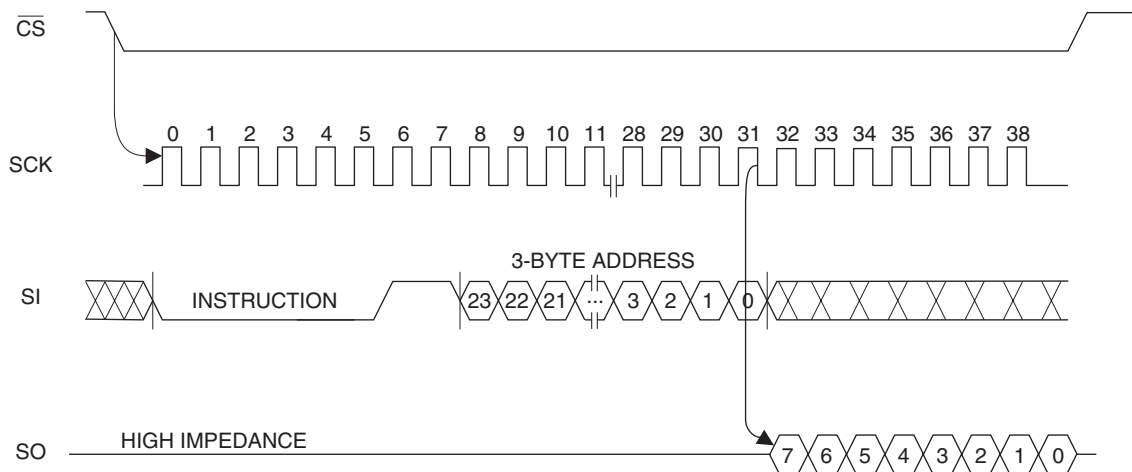 CS
0 1 2 3 4 5 6 7 8 9 10 11 28 29 30 31 32 33 34 35 36 37 38
SCK
3-BYTE ADDRESS
SI INSTRUCTION 23 22 21 ... 3 2 1 0
HIGH IMPEDANCE
SO 7 6 5 4 3 2 1 0